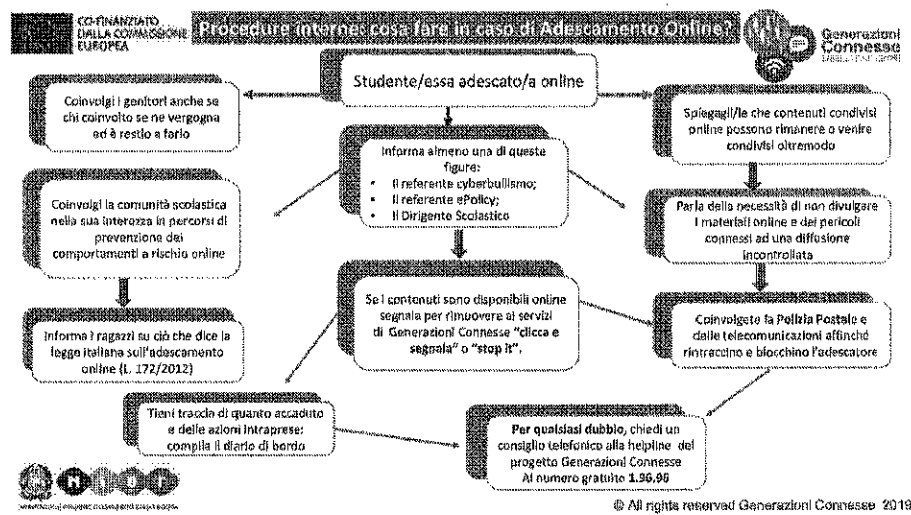 CO-FINANZIATO
DALLA COMMISSIONE
EUROPEA
Procedure interne: cosa fare in caso di Adescamento Online?
Generazioni
Connesse
Studente/essa adescato/a online
Coinvolgi i genitori anche se
chi coinvolto se ne vergogna
ed è restio a farlo
Informa almeno una di queste
figure:
• Il referente cyberbullismo;
• Il referente ePolicy;
• Il Dirigente Scolastico
Spiegagli/le che contenuti condivisi
online possono rimanere o venire
condivisi oltremodo
Coinvolgi la comunità scolastica
nella sua interezza in percorsi di
prevenzione dei
comportamenti a rischio online
Parla della necessità di non divulgare
i materiali online e dei pericoli
connessi ad una diffusione
incontrollata
Informa i ragazzi su ciò che dice la
legge italiana sull'adescamento
online (L. 172/2012)
Se i contenuti sono disponibili online
segnala per rimuovere ai servizi
di Generazioni Connesse "clicca e
segnala" o "stop it".
Coinvolgete la Polizia Postale e
delle telecomunicazioni affinché
rintraccino e blocchino l'adescatore
Tieni traccia di quanto accaduto
e delle azioni intraprese:
compila il diario di bordo
Per qualsiasi dubbio, chiedi un
consiglio telefonico alla helpline del
progetto Generazioni Connesse
Al numero gratuito 1.96.96
© All rights reserved Generazioni Connesse 2019